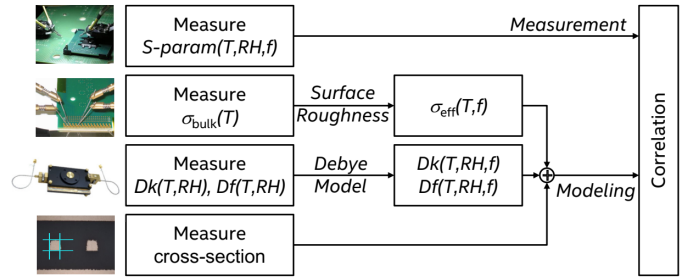 Measure
S-param(T,RH,f)
Measurement
Measure
σbulk(T)
Surface
Roughness
σeff(T,f)
Measure
Dk(T,RH), Df(T,RH)
Debye
Model
Dk(T,RH,f)
Df(T,RH,f)
Modeling
Measure
cross-section
Correlation